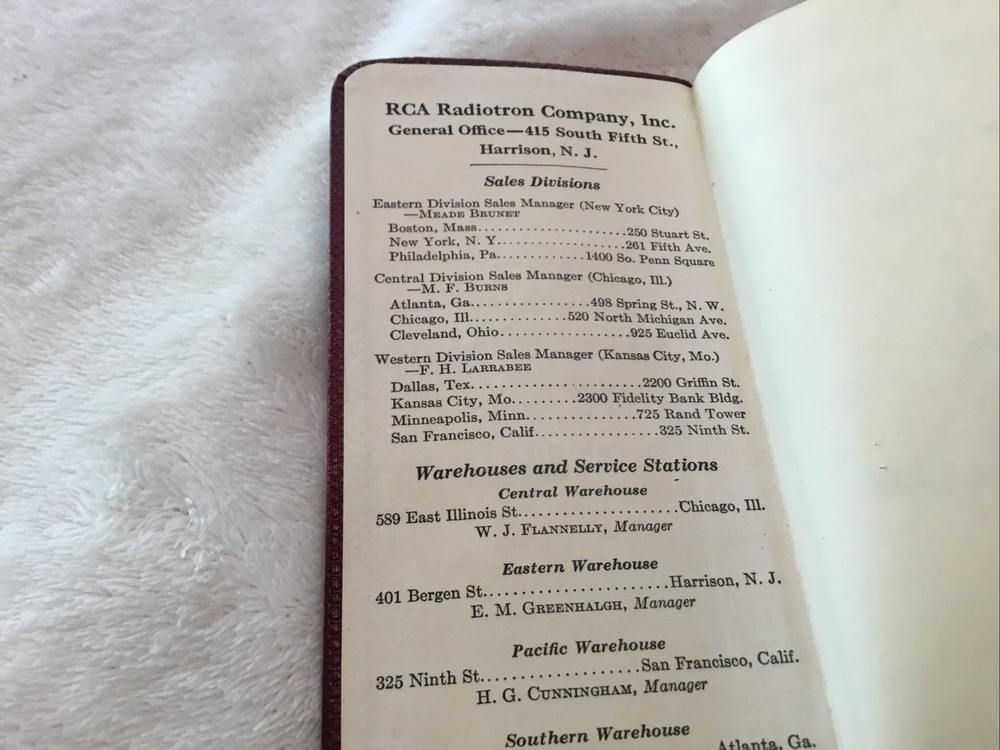 RCA Radiotron Company, Inc.
General Office—415 South Fifth St.,
Harrison, N. J.
Sales Divisions
Eastern Division Sales Manager (New York City)
—MEADE BRUNET
Boston, Mass.....................250 Stuart St.
New York, N. Y..................261 Fifth Ave.
Philadelphia, Pa............1400 So. Penn Square
Central Division Sales Manager (Chicago, Ill.)
—M. F. BURNS
Atlanta, Ga.................498 Spring St., N. W.
Chicago, Ill..............520 North Michigan Ave.
Cleveland, Ohio..................925 Euclid Ave.
Western Division Sales Manager (Kansas City, Mo.)
—F. H. LARRABEE
Dallas, Tex.......................2200 Griffin St.
Kansas City, Mo.........2300 Fidelity Bank Bldg.
Minneapolis, Minn...............725 Rand Tower
San Francisco, Calif.................325 Ninth St.
Warehouses and Service Stations
Central Warehouse
589 East Illinois St.....................Chicago, Ill.
W. J. FLANNELLY, Manager
Eastern Warehouse
401 Bergen St........................Harrison, N. J.
E. M. GREENHALGH, Manager
Pacific Warehouse
325 Ninth St.....................San Francisco, Calif.
H. G. CUNNINGHAM, Manager
Southern Warehouse
Atlanta, Ga.